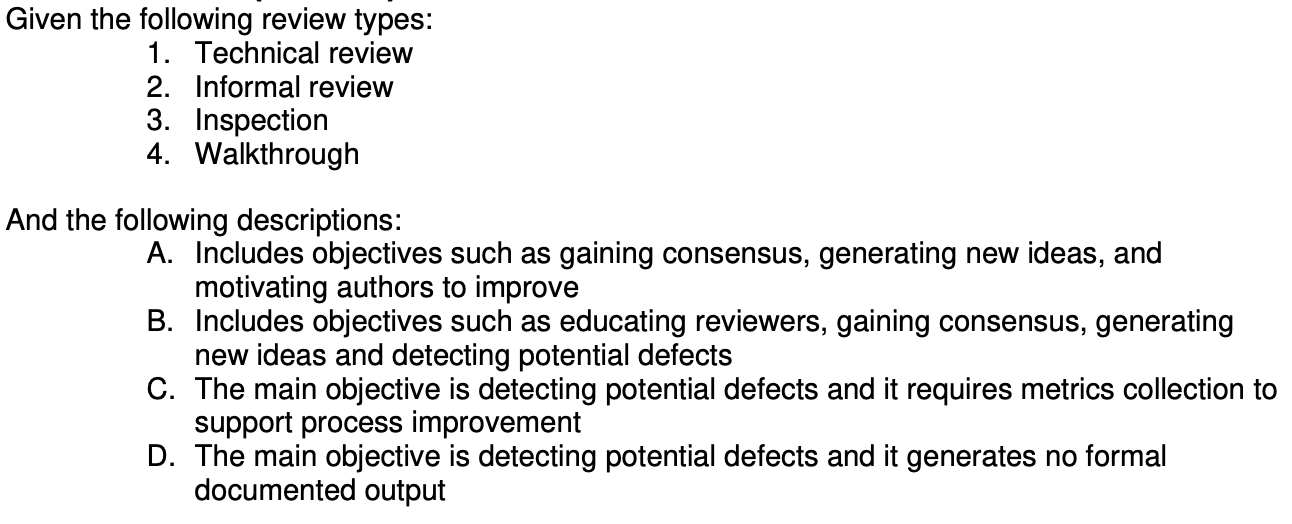 Given the following review types:
1. Technical review
2. Informal review
3. Inspection
4. Walkthrough
And the following descriptions:
A. Includes objectives such as gaining consensus, generating new ideas, and
motivating authors to improve
B. Includes objectives such as educating reviewers, gaining consensus, generating
new ideas and detecting potential defects
C. The main objective is detecting potential defects and it requires metrics collection to
support process improvement
D. The main objective is detecting potential defects and it generates no formal
documented output